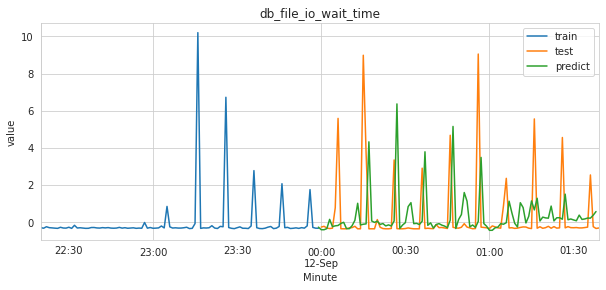 db_file_io_wait_time
train
test
predict
value
10
8
6
4
2
0
22:30
23:00
23:30
00:00
12-Sep
00:30
01:00
01:30
Minute